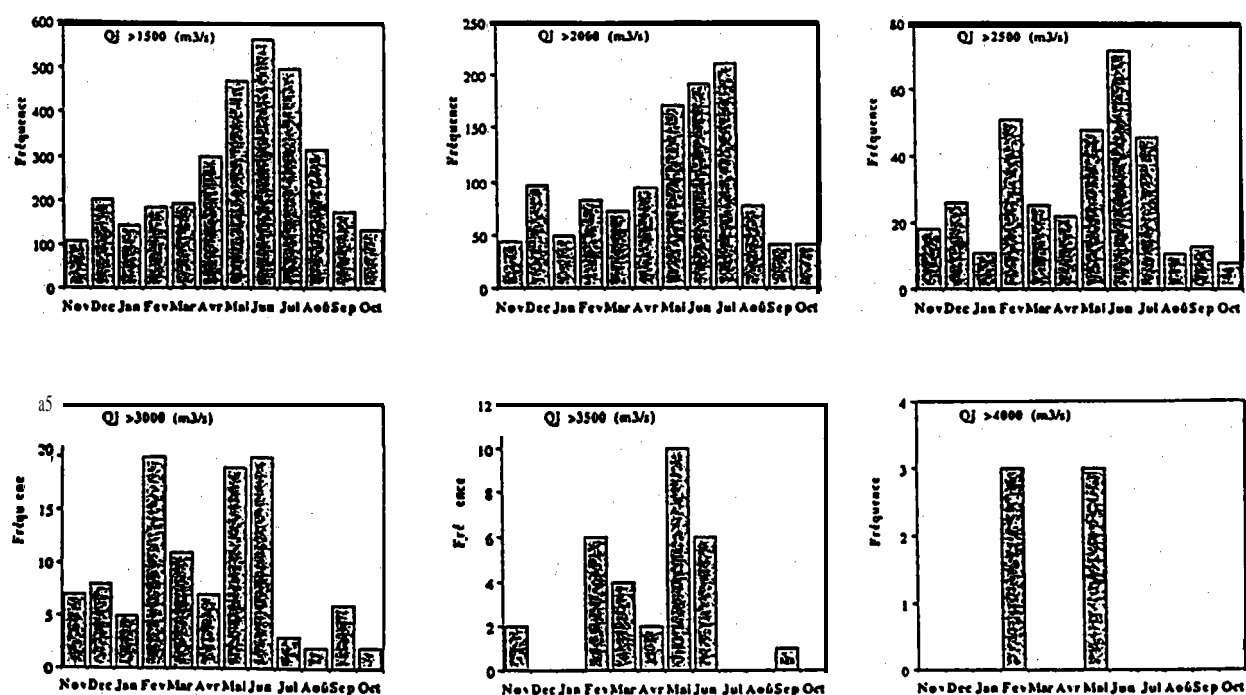 Qj >1500 (m3/s)
600
500
400
300
200
100
0
Fréquence
Nov Dec Jan Fev Mar Avr Mai Jun Jul Aoû Sep Oct
Qj >2000 (m3/s)
250
200
150
100
50
0
Fréquence
Nov Dec Jan Fev Mar Avr Mai Jun Jul Aoû Sep Oct
Qj >2500 (m3/s)
80
60
40
20
0
Fréquence
Nov Dec Jan Fev Mar Avr Mai Jun Jul Aoû Sep Oct
Qj >3000 (m3/s)
a5
20
15
10
5
0
Fréqu ene
Nov Dec Jan Fev Mar Avr Mai Jun Jul Aoû Sep Oct
Qj >3500 (m3/s)
12
10
8
6
4
2
0
Fré ence
Nov Dec Jan Fev Mar Avr Mai Jun Jul Aoû Sep Oct
Qj >4000 (m3/s)
4
3
2
1
0
Fréquence
Nov Dec Jan Fev Mar Avr Mai Jun Jul Aoû Sep Oct